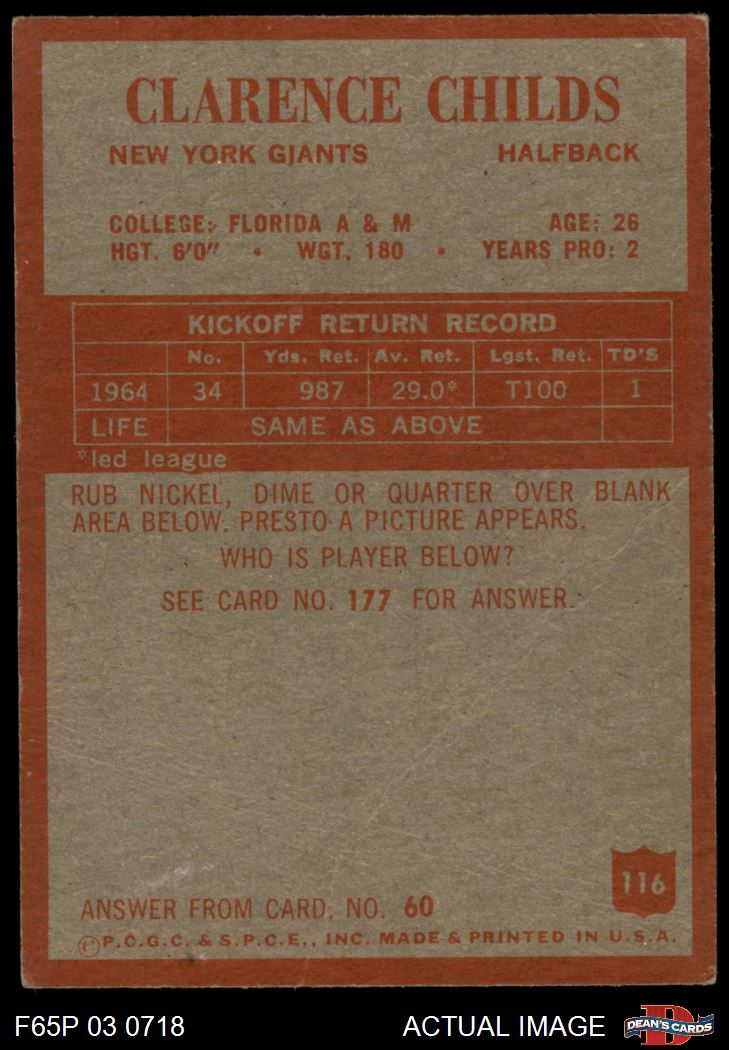 CLARENCE CHILDS
NEW YORK GIANTS HALFBACK
COLLEGE: FLORIDA A & M AGE: 26
HGT. 6'0" • WGT. 180 • YEARS PRO: 2
KICKOFF RETURN RECORD
No. Yds. Ret. Av. Ret. Lgst. Ret. TD'S
1964 34 987 29.0* T100 1
LIFE SAME AS ABOVE
*led league
RUB NICKEL, DIME OR QUARTER OVER BLANK
AREA BELOW. PRESTO A PICTURE APPEARS.
WHO IS PLAYER BELOW?
SEE CARD NO. 177 FOR ANSWER.
116
ANSWER FROM CARD. NO. 60
©P.C.G.C. & S.P.C.E., INC. MADE & PRINTED IN U.S.A.
F65P 03 0718 ACTUAL IMAGE DEAN'S CARDS